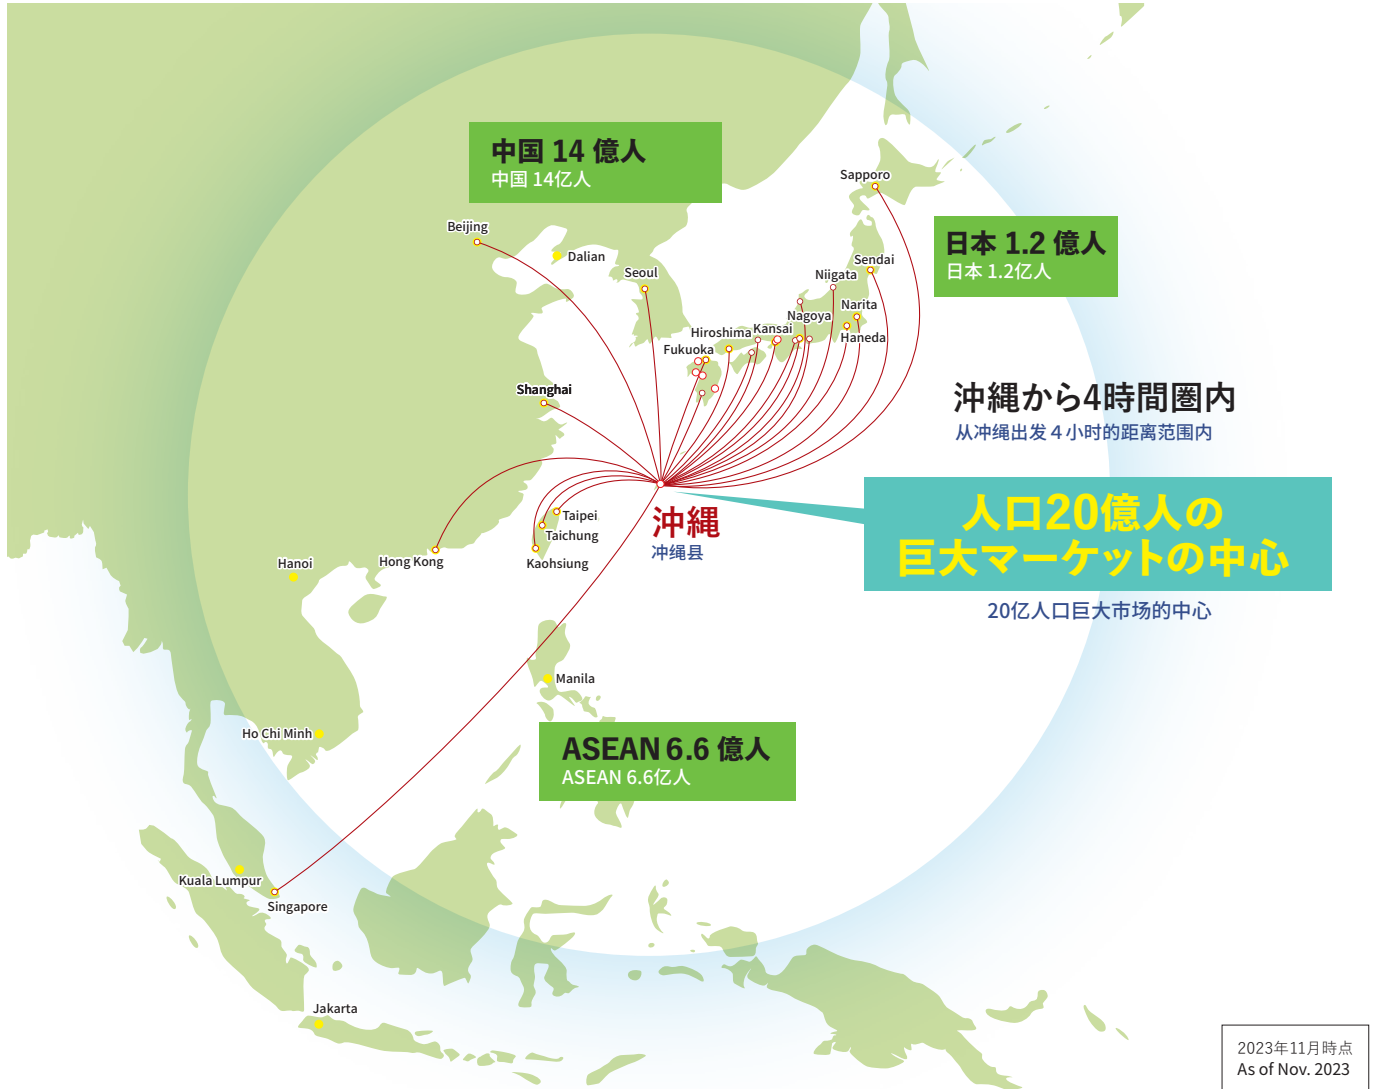 中国 14 億人
中国 14亿人
Sapporo
Beijing
日本 1.2 億人
日本 1.2亿人
Dalian
Sendai
Seoul
Niigata
Narita
Nagoya
Hiroshima
Kansai
Haneda
Fukuoka
Shanghai
沖縄から4時間圏内
从冲绳出发４小时的距离范围内
人口20億人の
巨大マーケットの中心
20亿人口巨大市场的中心
Taipei
沖縄
冲绳县
Taichung
Kaohsiung
Hong Kong
Hanoi
Manila
Ho Chi Minh
ASEAN 6.6 億人
ASEAN 6.6亿人
Kuala Lumpur
Singapore
Jakarta
2023年11月時点
As of Nov. 2023